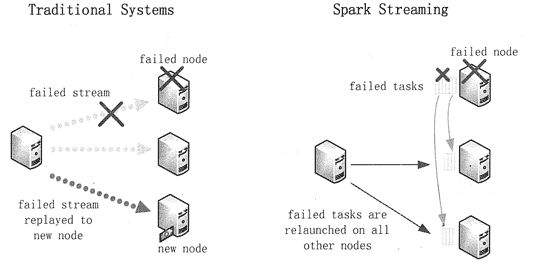 Traditional Systems
failed node
failed stream
failed stream
replayed to
new node
new node
Spark Streaming
failed node
failed tasks
failed tasks are
relaunched on all
other nodes